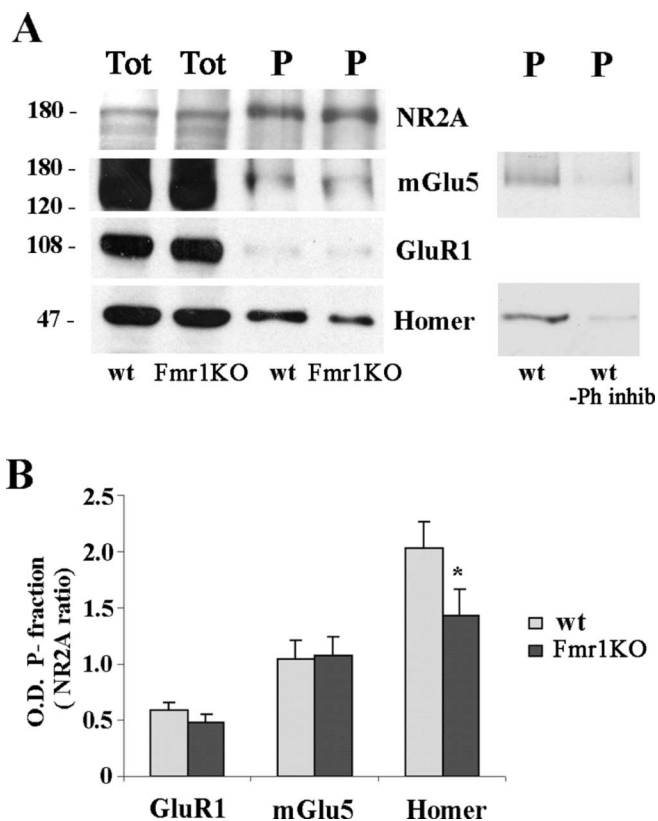 A
Tot Tot P P P P
180 - NR2A
180 - mGlu5
120 -
108 - GluR1
47 - Homer
wt Fmr1KO wt Fmr1KO wt wt
-Ph inhib
B
O.D. P- fraction
( NR2A ratio)
2.5
2.0
1.5
1.0
0.5
0
*
wt
Fmr1KO
GluR1 mGlu5 Homer